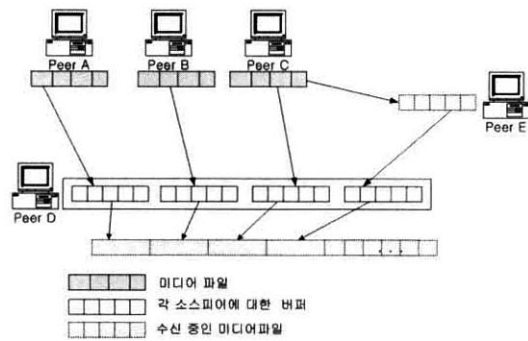 Peer A
Peer B
Peer C
Peer E
Peer D
. . .
미디어 파일
각 소스피어에 대한 버퍼
수신 중인 미디어파일